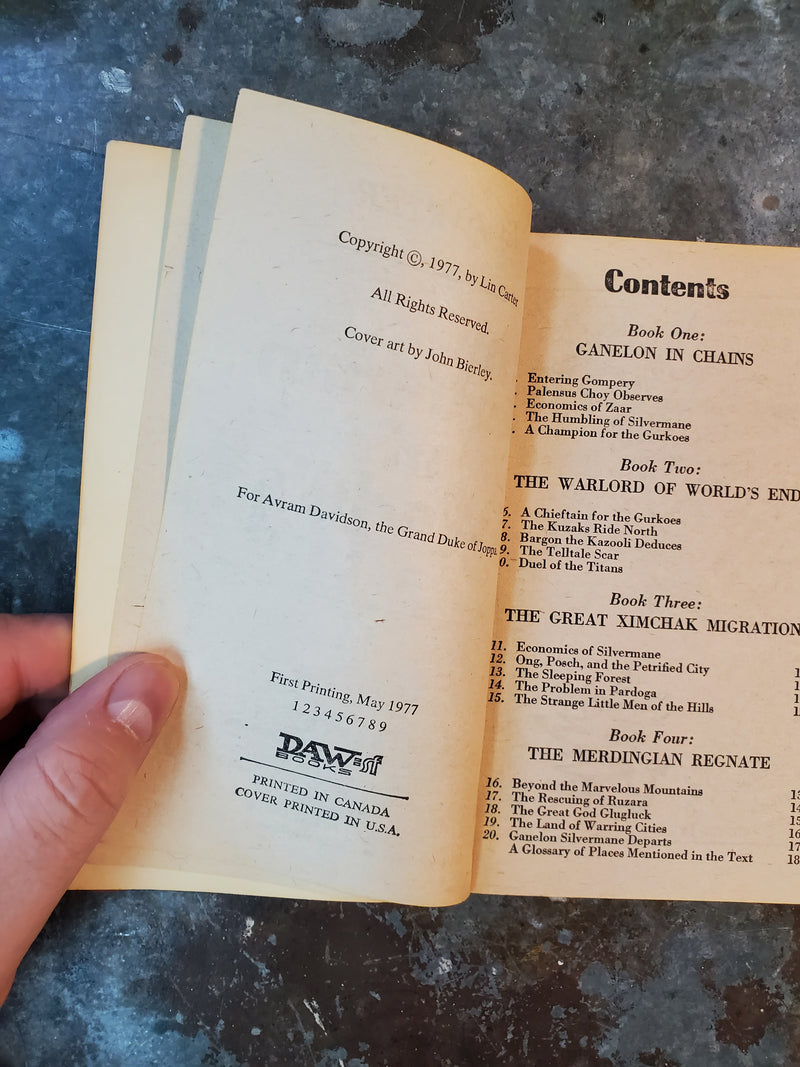 Copyright ©, 1977, by Lin Carter
All Rights Reserved.
Cover art by John Bierley.
For Avram Davidson, the Grand Duke of Joppa
First Printing, May 1977
1 2 3 4 5 6 7 8 9
DAW sf
BOOKS
PRINTED IN CANADA
COVER PRINTED IN U.S.A.
Contents
Book One:
GANELON IN CHAINS
. Entering Gompery
. Palensus Choy Observes
. Economics of Zaar
. The Humbling of Silvermane
. A Champion for the Gurkoes
Book Two:
THE WARLORD OF WORLD'S END
6. A Chieftain for the Gurkoes
7. The Kuzaks Ride North
8. Bargon the Kazooli Deduces
9. The Telltale Scar
0. Duel of the Titans
Book Three:
THE GREAT XIMCHAK MIGRATION
11. Economics of Silvermane
12. Ong, Posch, and the Petrified City
13. The Sleeping Forest
14. The Problem in Pardoga
15. The Strange Little Men of the Hills
Book Four:
THE MERDINGIAN REGNATE
16. Beyond the Marvelous Mountains
17. The Rescuing of Ruzara
18. The Great God Glugluck
19. The Land of Warring Cities
20. Ganelon Silvermane Departs
A Glossary of Places Mentioned in the Text